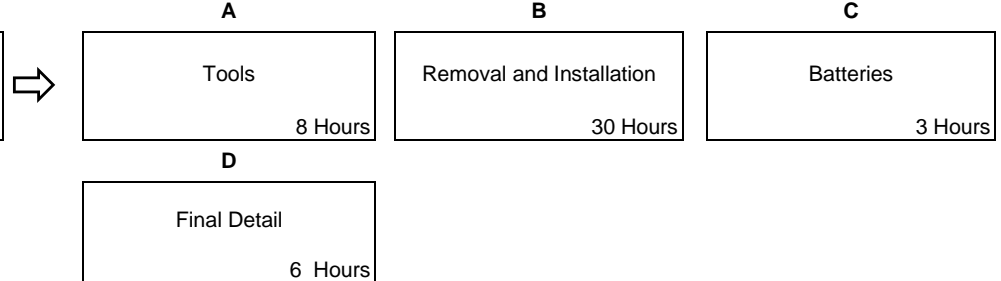 A B C
Tools Removal and Installation Batteries
8 Hours 30 Hours 3 Hours
D
Final Detail
6 Hours